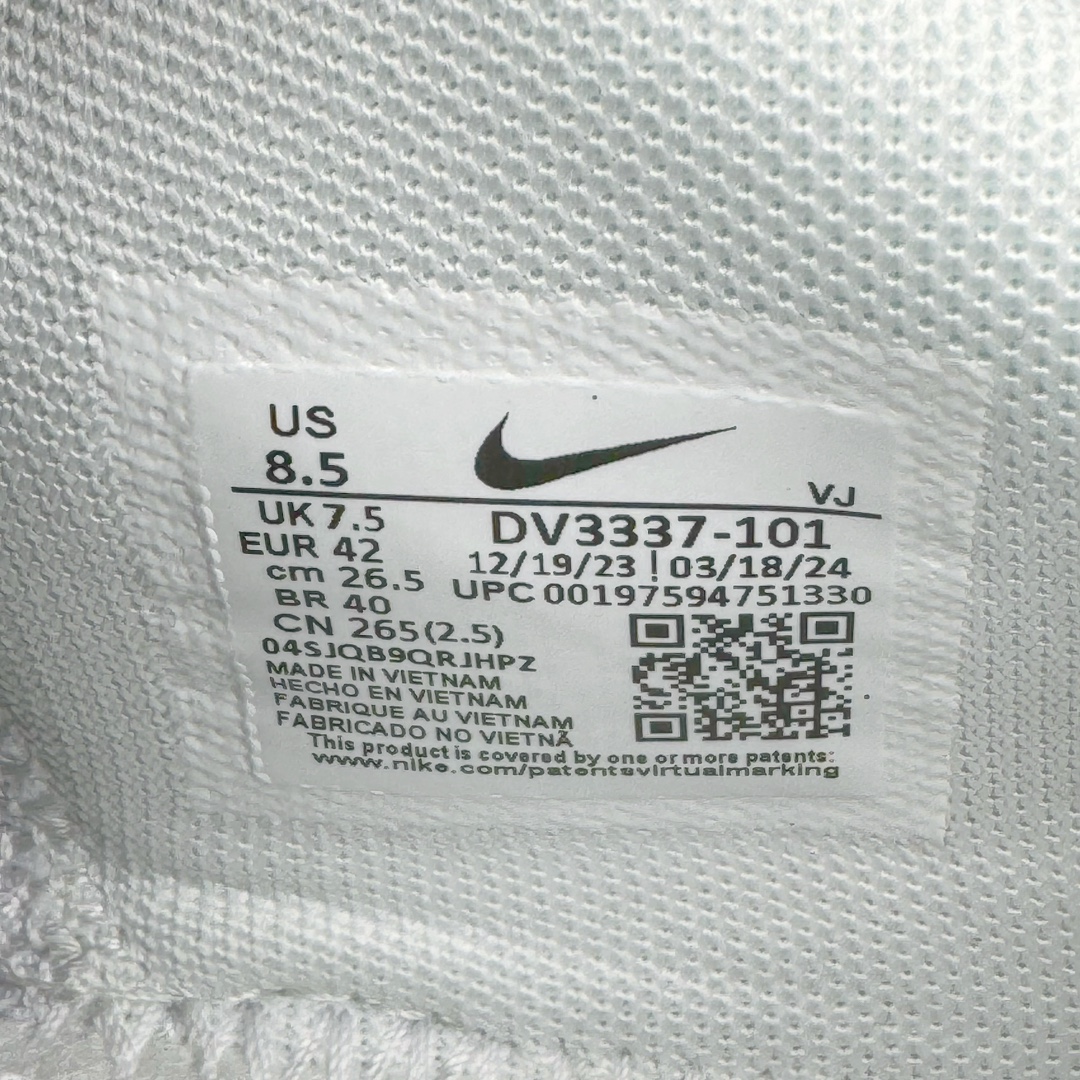 US
8.5
VJ
UK 7.5
EUR 42
cm 26.5
BR 40
CN 265(2.5)
DV3337-101
12/19/23 | 03/18/24
UPC 00197594751330
04SJQB9QRJHPZ
MADE IN VIETNAM
HECHO EN VIETNAM
FABRIQUE AU VIETNAM
FABRICADO NO VIETNÃ
This product is covered by one or more patents:
www.nike.com/patentsvirtualmarking